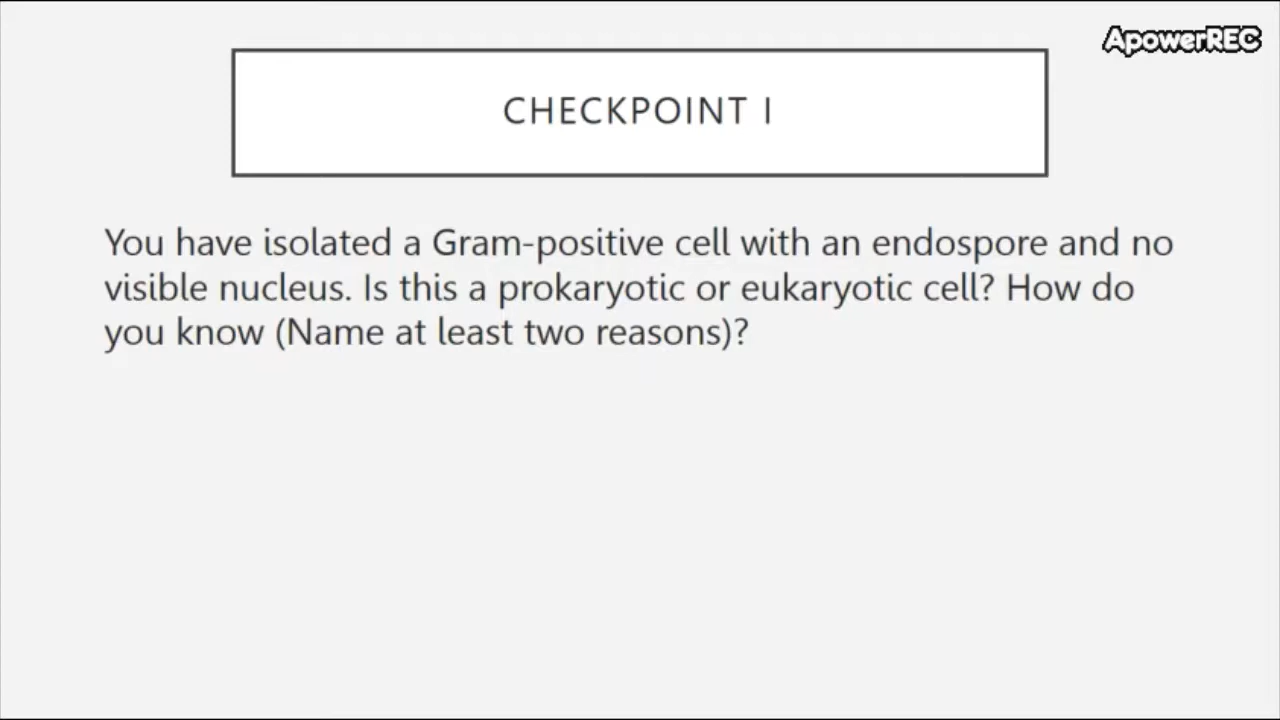 ApowerREC
CHECKPOINT I
You have isolated a Gram-positive cell with an endospore and no
visible nucleus. Is this a prokaryotic or eukaryotic cell? How do
you know (Name at least two reasons)?